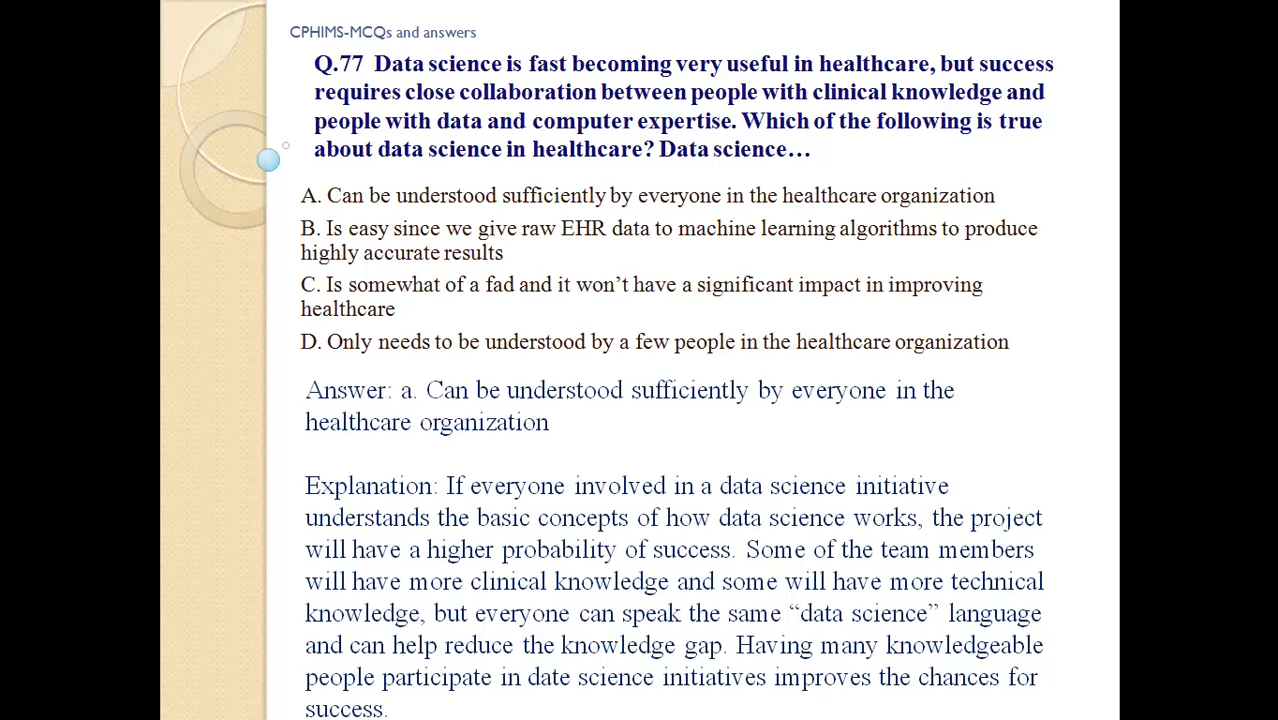 CPHIMS-MCQs and answers
Q.77 Data science is fast becoming very useful in healthcare, but success
requires close collaboration between people with clinical knowledge and
people with data and computer expertise. Which of the following is true
about data science in healthcare? Data science…
A. Can be understood sufficiently by everyone in the healthcare organization
B. Is easy since we give raw EHR data to machine learning algorithms to produce
highly accurate results
C. Is somewhat of a fad and it won’t have a significant impact in improving
healthcare
D. Only needs to be understood by a few people in the healthcare organization
Answer: a. Can be understood sufficiently by everyone in the
healthcare organization
Explanation: If everyone involved in a data science initiative
understands the basic concepts of how data science works, the project
will have a higher probability of success. Some of the team members
will have more clinical knowledge and some will have more technical
knowledge, but everyone can speak the same “data science” language
and can help reduce the knowledge gap. Having many knowledgeable
people participate in date science initiatives improves the chances for
success.